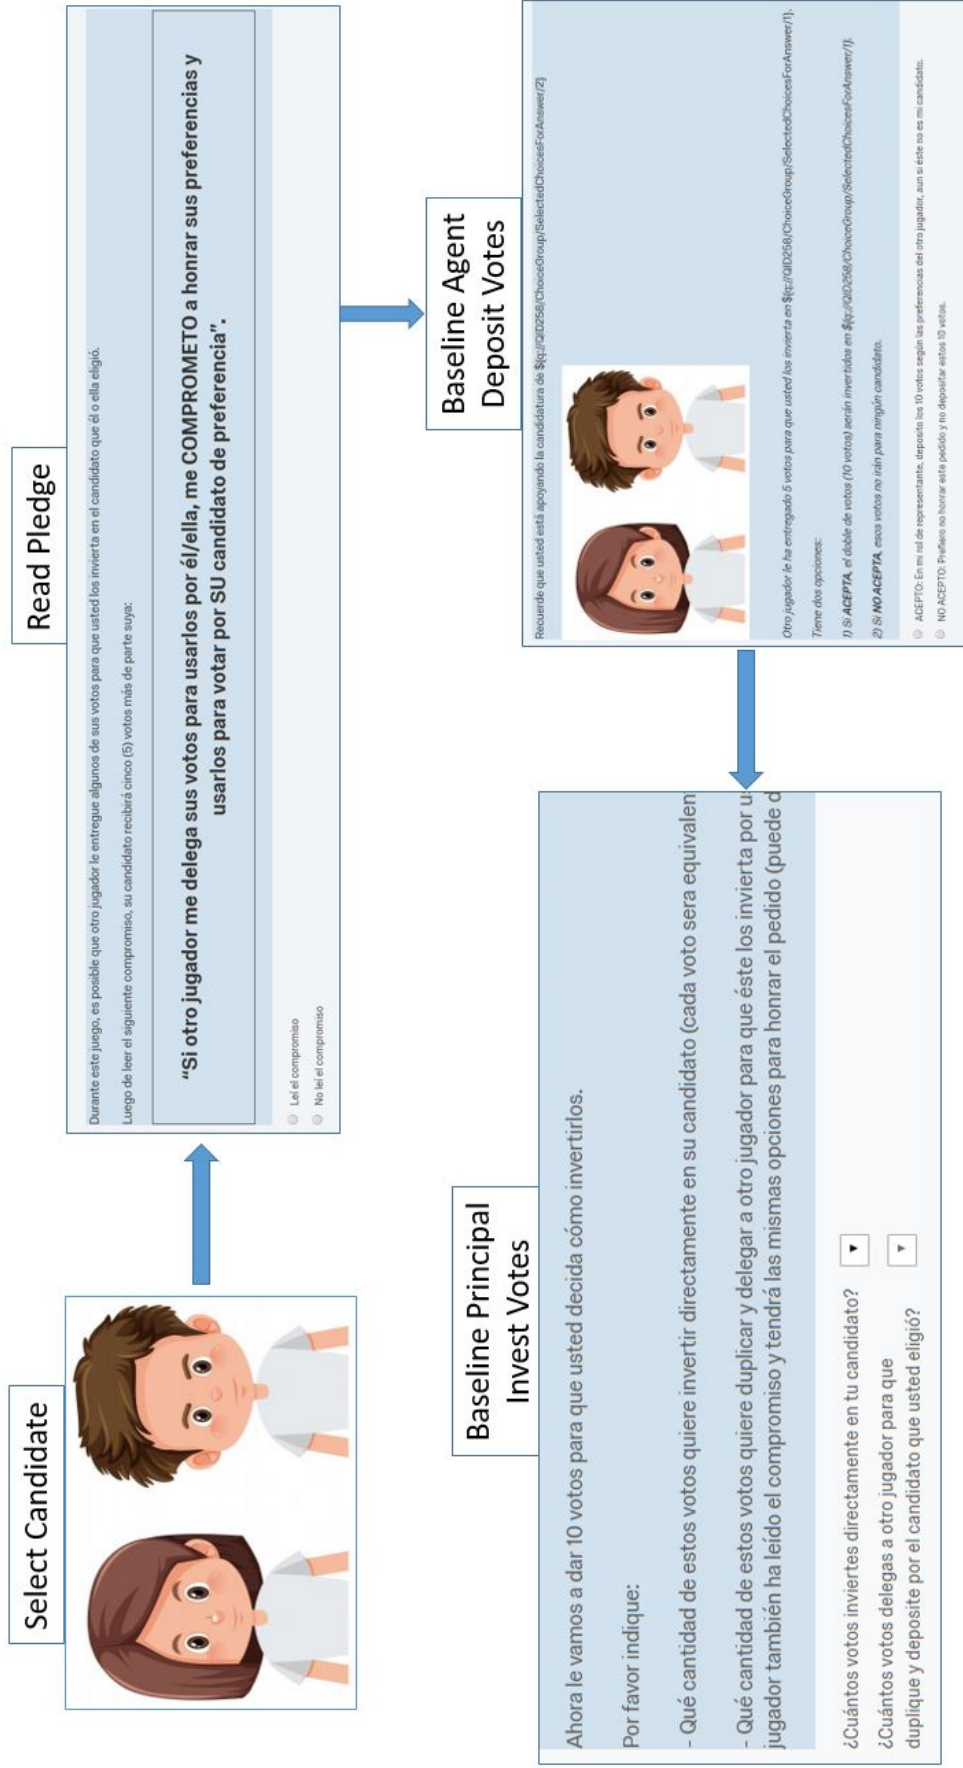 Select Candidate
Read Pledge
Durante este juego, es posible que otro jugador le entregue algunos de sus votos para que usted los invierta en el candidato que él o ella eligió.
Luego de leer el siguiente compromiso, su candidato recibirá cinco (5) votos más de parte suya:
“Si otro jugador me delega sus votos para usarlos por él/ella, me COMPROMETO a honrar sus preferencias y
usarlos para votar por SU candidato de preferencia”.
Leí el compromiso
No leí el compromiso
Baseline Agent
Deposit Votes
Recuerde que usted está apoyando la candidatura de ${q://QID258/ChoiceGroup/SelectedChoicesForAnswer/2}
Otro jugador le ha entregado 5 votos para que usted los invierta en ${q://QID258/ChoiceGroup/SelectedChoicesForAnswer/1}.
Tiene dos opciones:
1) Si ACEPTA, el doble de votos (10 votos) serán invertidos en ${q://QID258/ChoiceGroup/SelectedChoicesForAnswer/1}.
2) Si NO ACEPTA, esos votos no irán para ningún candidato.
ACEPTO: En mi rol de representante, deposito los 10 votos según las preferencias del otro jugador, aun si éste no es mi candidato.
NO ACEPTO: Prefiero no honrar este pedido y no depositar estos 10 votos.
Baseline Principal
Invest Votes
Ahora le vamos a dar 10 votos para que usted decida cómo invertirlos.
Por favor indique:
- Qué cantidad de estos votos quiere invertir directamente en su candidato (cada voto sera equivalen
- Qué cantidad de estos votos quiere duplicar y delegar a otro jugador para que éste los invierta por u
jugador también ha leído el compromiso y tendrá las mismas opciones para honrar el pedido (puede d
¿Cuántos votos inviertes directamente en tu candidato?
¿Cuántos votos delegas a otro jugador para que
duplique y deposite por el candidato que usted eligió?